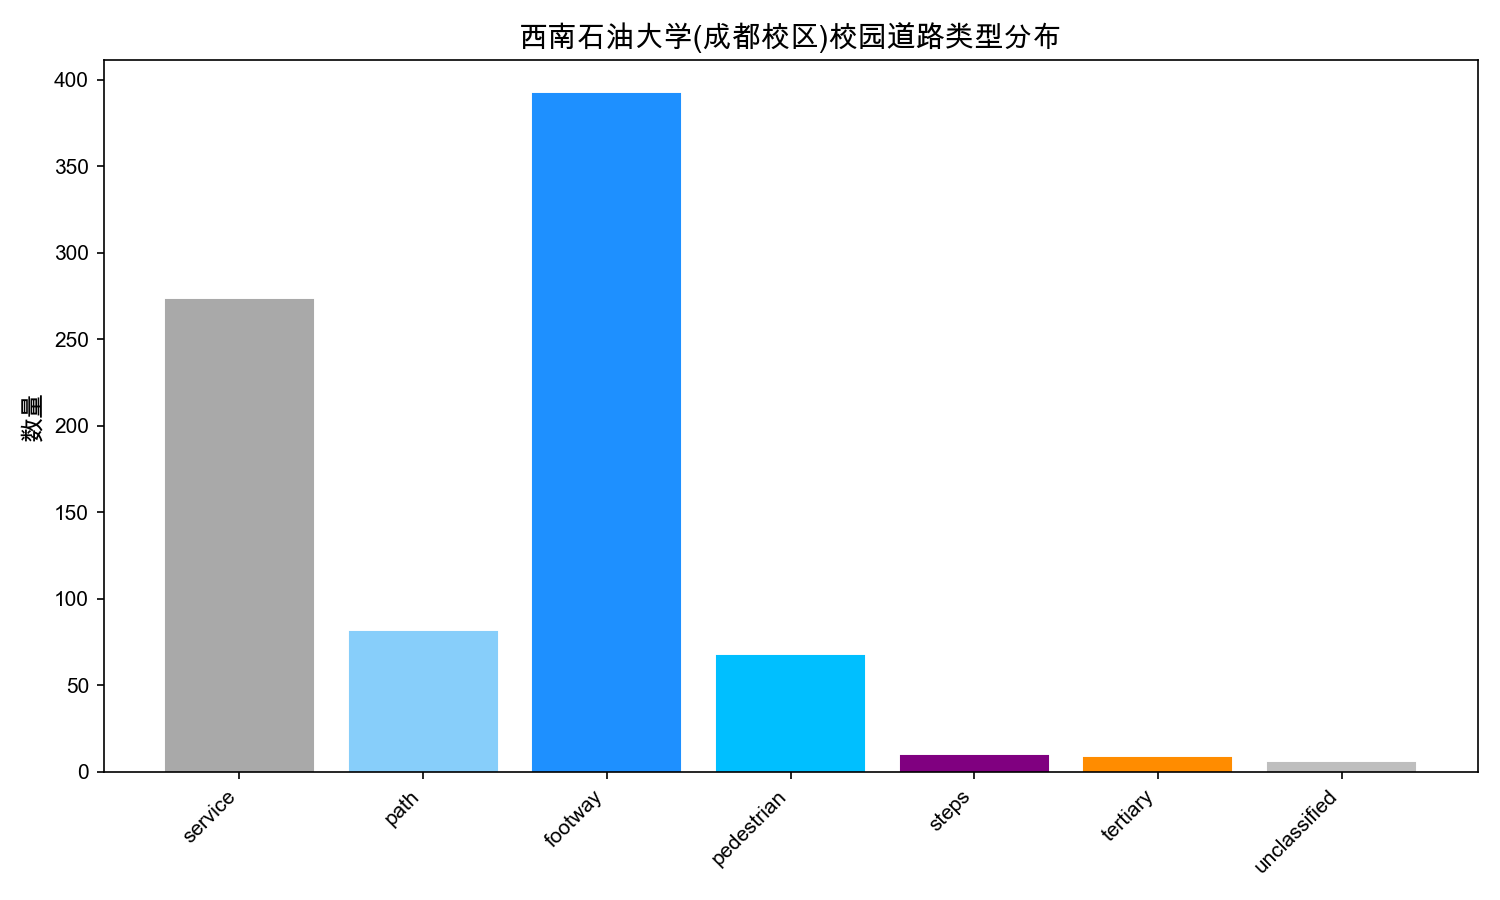 西南石油大学(成都校区)校园道路类型分布
数量
400
350
300
250
200
150
100
50
0
service
path
footway
pedestrian
steps
tertiary
unclassified